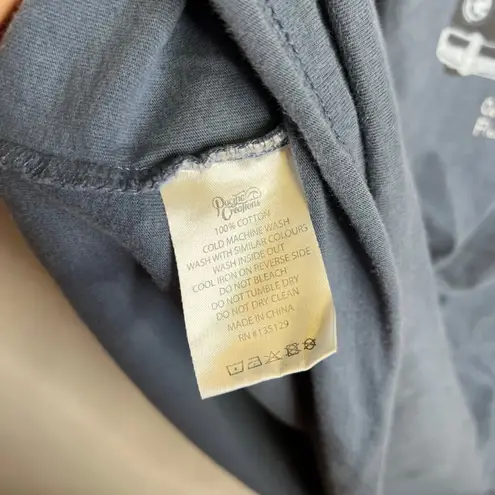 Pacific
Creations
100% COTTON
COLD MACHINE WASH
WASH WITH SIMILAR COLOURS
WASH INSIDE OUT
COOL IRON ON REVERSE SIDE
DO NOT BLEACH
DO NOT TUMBLE DRY
DO NOT DRY CLEAN
MADE IN CHINA
RN #135129